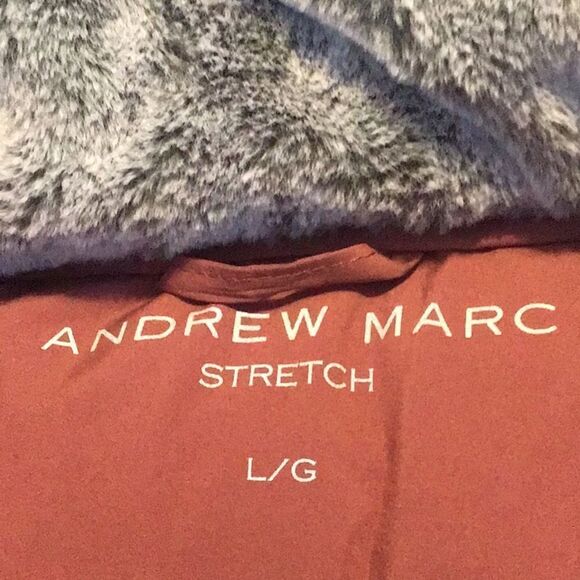 ANDREW MARC
STRETCH
L/G